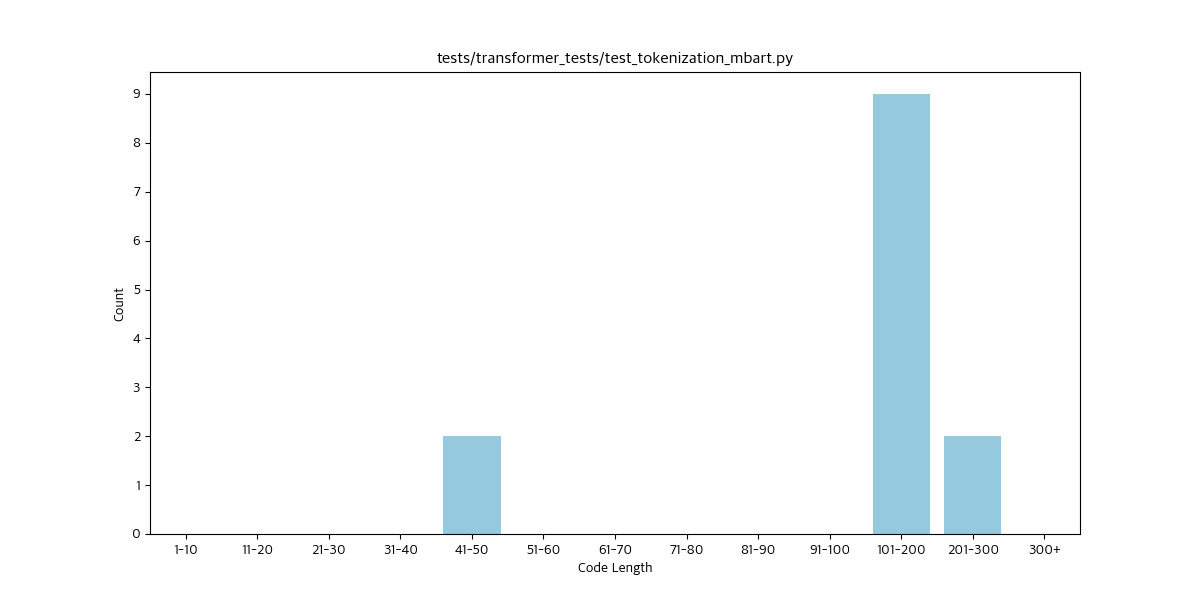 tests/transformer_tests/test_tokenization_mbart.py
9
8
7
6
5
4
3
2
1
0
Count
1-10 11-20 21-30 31-40 41-50 51-60 61-70 71-80 81-90 91-100 101-200 201-300 300+
Code Length